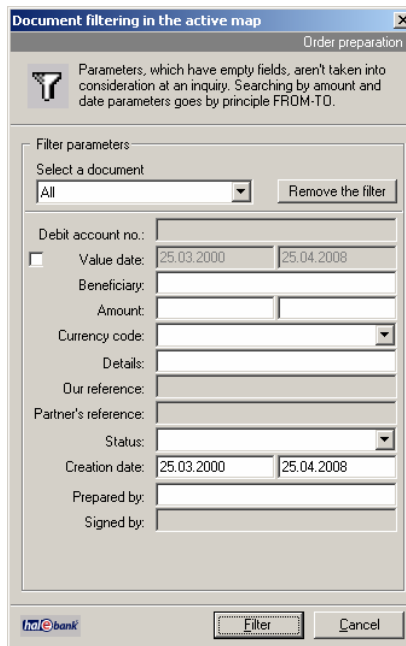 Document filtering in the active map
Order preparation
Parameters, which have empty fields, aren't taken into
consideration at an inquiry. Searching by amount and
date parameters goes by principle FROM-TO.
Filter parameters
Select a document
All
Remove the filter
Debit account no.:
Value date: 25.03.2000 25.04.2008
Beneficiary:
Amount:
Currency code:
Details:
Our reference:
Partner's reference:
Status:
Creation date: 25.03.2000 25.04.2008
Prepared by:
Signed by:
hal e bank Filter Cancel